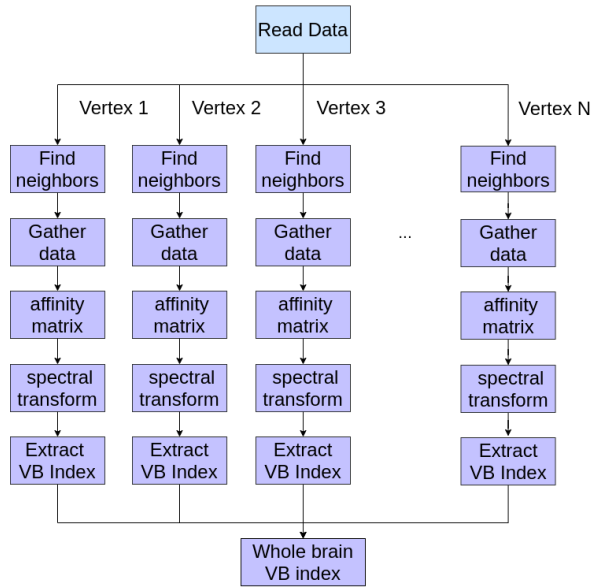 Read Data
Vertex 1 Vertex 2 Vertex 3 Vertex N
Find Find Find Find
neighbors neighbors neighbors neighbors
Gather Gather Gather Gather
data data data ... data
affinity affinity affinity affinity
matrix matrix matrix matrix
spectral spectral spectral spectral
transform transform transform transform
Extract Extract Extract Extract
VB Index VB Index VB Index VB Index
Whole brain
VB index